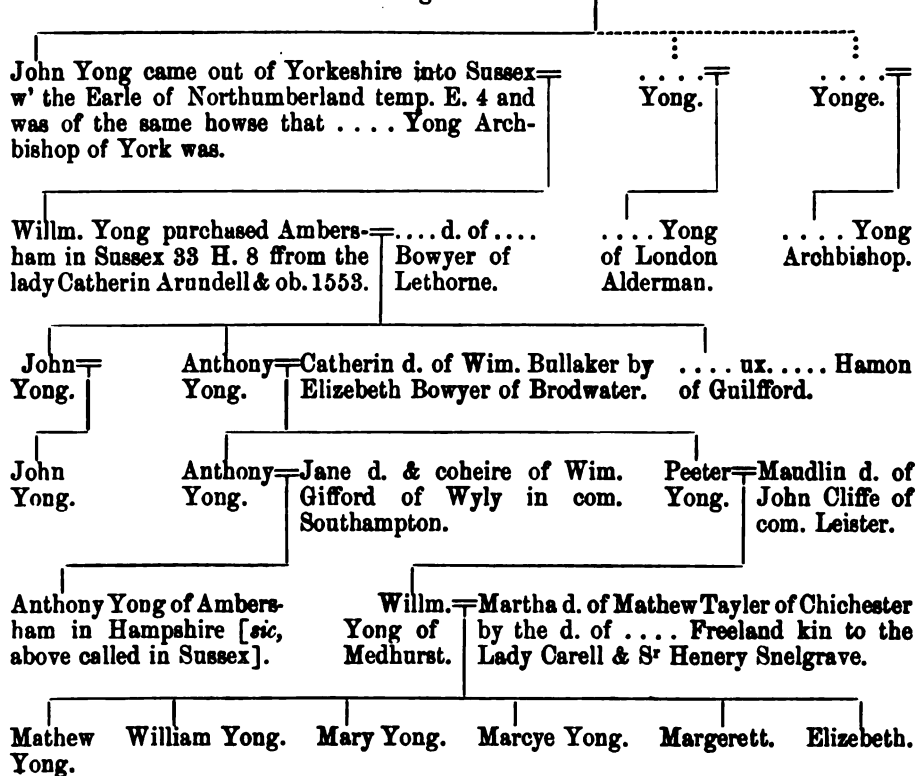 John Yong came out of Yorkeshire into Sussex
w' the Earle of Northumberland temp. E. 4 and
was of the same howse that . . . . Yong Arch-
bishop of York was.
. . . .
Yong.
. . . .
Yonge.
Willm. Yong purchased Ambers-
ham in Sussex 33 H. 8 ffrom the
lady Catherin Arundell & ob. 1553.
. . . . d. of . . . .
Bowyer of
Lethorne.
. . . . Yong
of London
Alderman.
. . . . Yong
Archbishop.
John
Yong.
Anthony
Yong.
Catherin d. of Wim. Bullaker by
Elizebeth Bowyer of Brodwater.
. . . . ux. . . . . Hamon
of Guilfford.
John
Yong.
Anthony
Yong.
Jane d. & coheire of Wim.
Gifford of Wyly in com.
Southampton.
Peeter
Yong.
Maudlin d. of
John Cliffe of
com. Leister.
Anthony Yong of Ambers-
ham in Hampshire [sic,
above called in Sussex].
Willm.
Yong of
Medhurst.
Martha d. of Mathew Tayler of Chichester
by the d. of . . . . Freeland kin to the
Lady Carell & Sr Henery Snelgrave.
Mathew
Yong.
William Yong.
Mary Yong.
Marcye Yong.
Margerett.
Elizebeth.